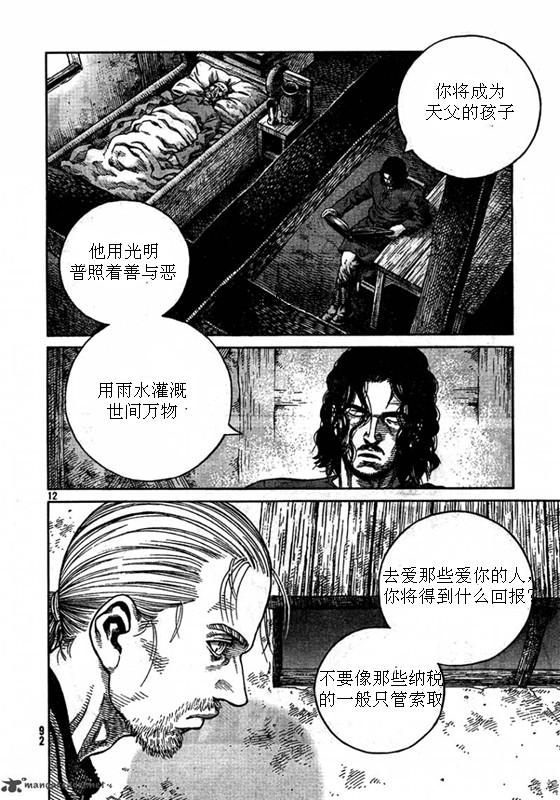 你将成为
天父的孩子
他用光明
普照着善与恶
用雨水灌溉
世间万物
12
去爱那些爱你的人，
你将得到什么回报？
不要像那些纳税
的一般只管索取
92